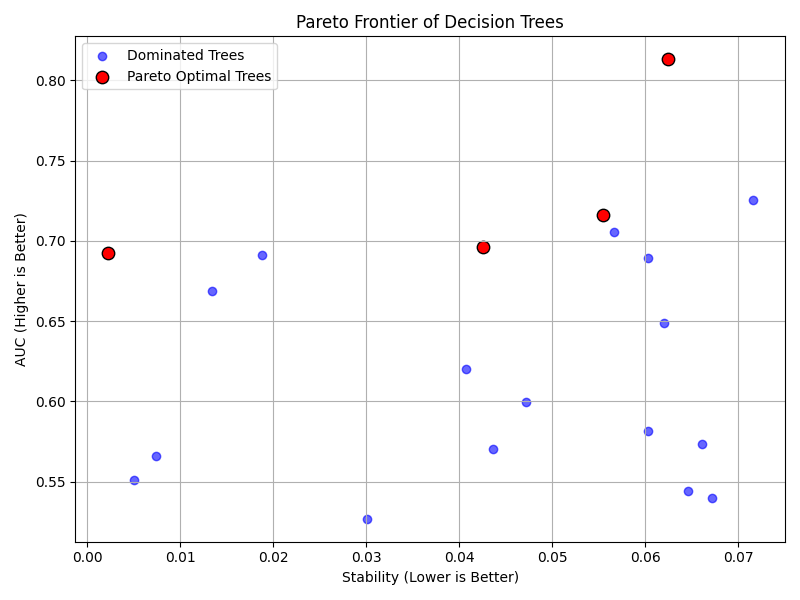 Pareto Frontier of Decision Trees
Dominated Trees
Pareto Optimal Trees
AUC (Higher is Better)
0.80
0.75
0.70
0.65
0.60
0.55
0.00 0.01 0.02 0.03 0.04 0.05 0.06 0.07
Stability (Lower is Better)